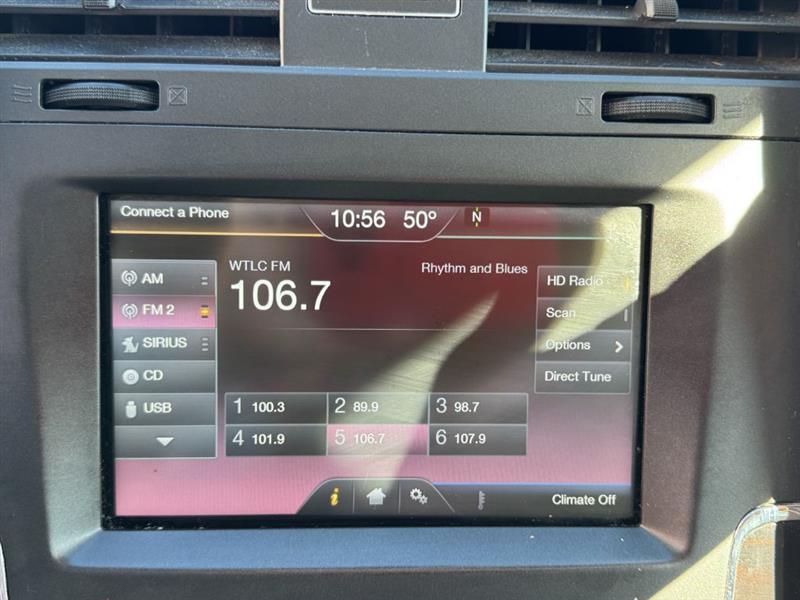 Connect a Phone
10:56 50° N
WTLC FM
Rhythm and Blues
106.7
AM
FM 2
SIRIUS
CD
USB
HD Radio
Scan
Options
Direct Tune
1 100.3
2 89.9
3 98.7
4 101.9
5 106.7
6 107.9
i
Climate Off